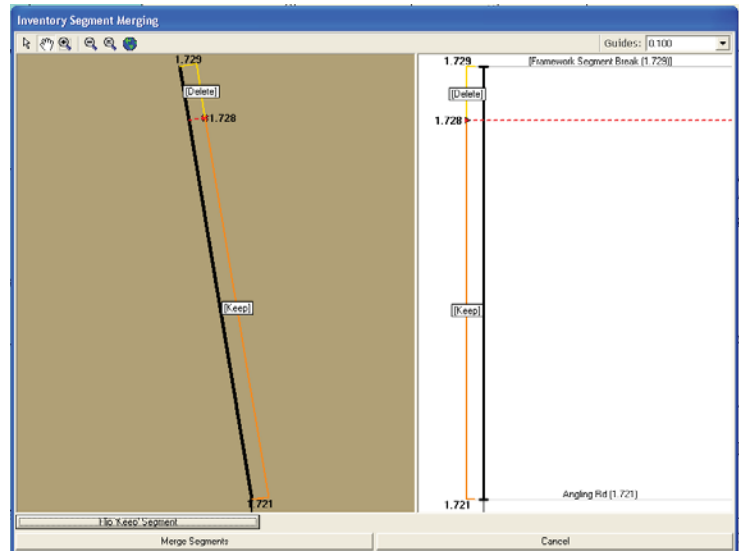 Inventory Segment Merging
Guides: 0.100
1.729
[Delete]
1.728
[Keep]
1.721
1.729
[Framework Segment Break (1.729)]
[Delete]
1.728
[Keep]
Angling Rd (1.721)
1.721
Flip 'Keep' Segment
Merge Segments
Cancel